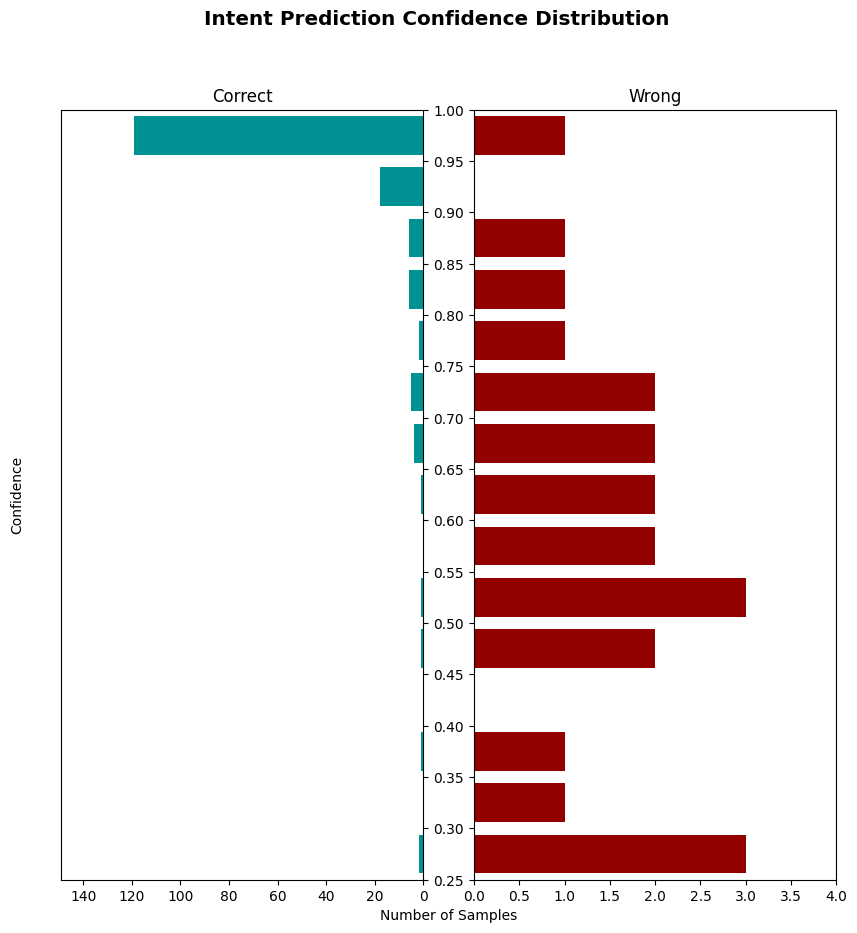 Intent Prediction Confidence Distribution
Correct
Wrong
1.00
0.95
0.90
0.85
0.80
0.75
0.70
0.65
0.60
0.55
0.50
0.45
0.40
0.35
0.30
0.25
Confidence
140 120 100 80 60 40 20 0
0.0 0.5 1.0 1.5 2.0 2.5 3.0 3.5 4.0
Number of Samples